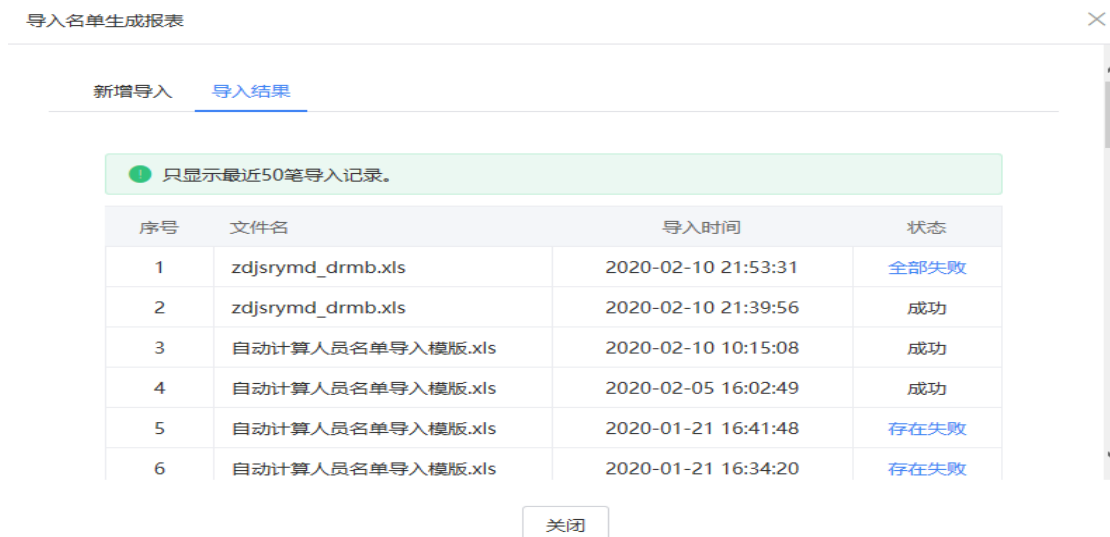 导入名单生成报表
新增导入 导入结果
只显示最近50笔导入记录。
序号 文件名 导入时间 状态
1 zdjsrymd_drmb.xls 2020-02-10 21:53:31 全部失败
2 zdjsrymd_drmb.xls 2020-02-10 21:39:56 成功
3 自动计算人员名单导入模版.xls 2020-02-10 10:15:08 成功
4 自动计算人员名单导入模版.xls 2020-02-05 16:02:49 成功
5 自动计算人员名单导入模版.xls 2020-01-21 16:41:48 存在失败
6 自动计算人员名单导入模版.xls 2020-01-21 16:34:20 存在失败
关闭